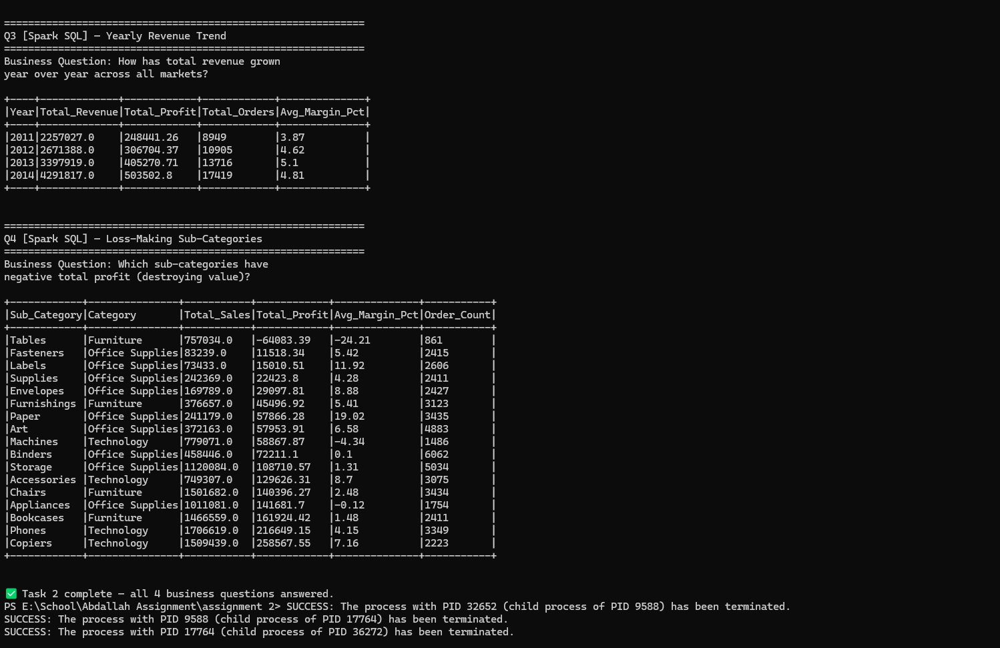 ============================================================
Q3 [Spark SQL] — Yearly Revenue Trend
============================================================
Business Question: How has total revenue grown
year over year across all markets?
+----+-------------+------------+------------+--------------+
|Year|Total_Revenue|Total_Profit|Total_Orders|Avg_Margin_Pct|
+----+-------------+------------+------------+--------------+
|2011|2257027.0    |248441.26   |8949        |3.87          |
|2012|2671388.0    |306704.37   |10905       |4.62          |
|2013|3397919.0    |405270.71   |13716       |5.1           |
|2014|4291817.0    |503502.8    |17419       |4.81          |
+----+-------------+------------+------------+--------------+
============================================================
Q4 [Spark SQL] — Loss-Making Sub-Categories
============================================================
Business Question: Which sub-categories have
negative total profit (destroying value)?
+------------+---------------+-----------+------------+--------------+-----------+
|Sub_Category|Category       |Total_Sales|Total_Profit|Avg_Margin_Pct|Order_Count|
+------------+---------------+-----------+------------+--------------+-----------+
|Tables      |Furniture      |757034.0   |-64083.39   |-24.21        |861        |
|Fasteners   |Office Supplies|83239.0    |11518.34    |5.42          |2415       |
|Labels      |Office Supplies|73433.0    |15010.51    |11.92         |2606       |
|Supplies    |Office Supplies|242369.0   |22423.8     |4.28          |2411       |
|Envelopes   |Office Supplies|169789.0   |29097.81    |8.88          |2427       |
|Furnishings |Furniture      |376657.0   |45496.92    |5.41          |3123       |
|Paper       |Office Supplies|241179.0   |57866.28    |19.02         |3435       |
|Art         |Office Supplies|372163.0   |57953.91    |6.58          |4883       |
|Machines    |Technology     |779071.0   |58867.87    |-4.34         |1486       |
|Binders     |Office Supplies|458446.0   |72211.1     |0.1           |6062       |
|Storage     |Office Supplies|1120084.0  |108710.57   |1.31          |5034       |
|Accessories |Technology     |749307.0   |129626.31   |8.7           |3075       |
|Chairs      |Furniture      |1501682.0  |140396.27   |2.48          |3434       |
|Appliances  |Office Supplies|1011081.0  |141681.7    |-0.12         |1754       |
|Bookcases   |Furniture      |1466559.0  |161924.42   |1.48          |2411       |
|Phones      |Technology     |1706619.0  |216649.15   |4.15          |3349       |
|Copiers     |Technology     |1509439.0  |258567.55   |7.16          |2223       |
+------------+---------------+-----------+------------+--------------+-----------+
✅ Task 2 complete — all 4 business questions answered.
PS E:\School\Abdallah Assignment\assignment 2> SUCCESS: The process with PID 32652 (child process of PID 9588) has been terminated.
SUCCESS: The process with PID 9588 (child process of PID 17764) has been terminated.
SUCCESS: The process with PID 17764 (child process of PID 36272) has been terminated.